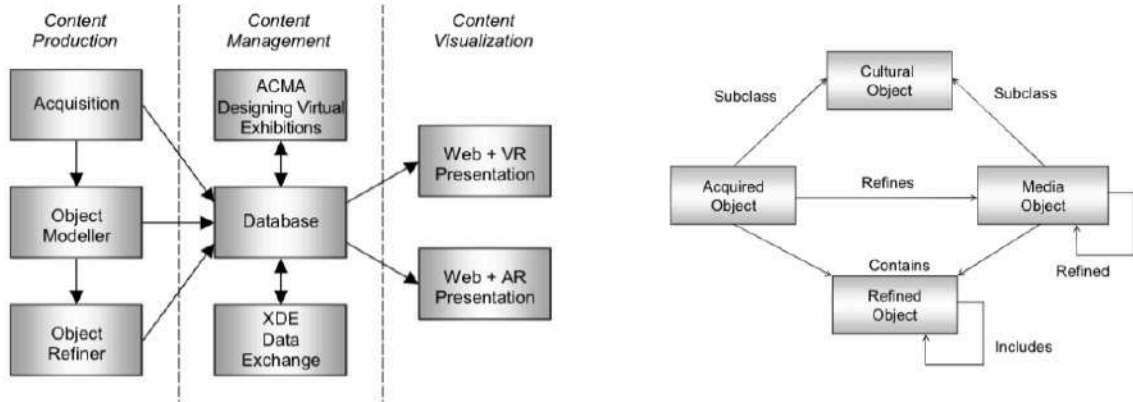 Content
Production
Content
Management
Content
Visualization
Acquisition
ACMA
Designing Virtual
Exhibitions
Web + VR
Presentation
Object
Modeller
Database
Web + AR
Presentation
Object
Refiner
XDE
Data
Exchange
Cultural
Object
Subclass
Subclass
Acquired
Object
Refines
Media
Object
Refined
Contains
Refined
Object
Includes